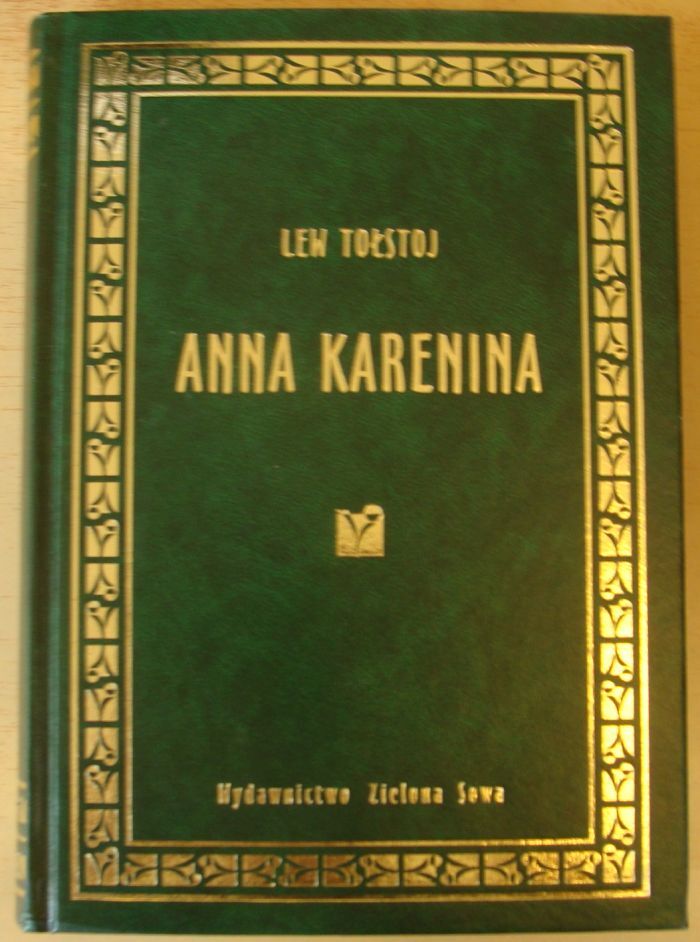 LEW TOŁSTOJ
ANNA KARENINA
Wydawnictwo Zielona Sowa